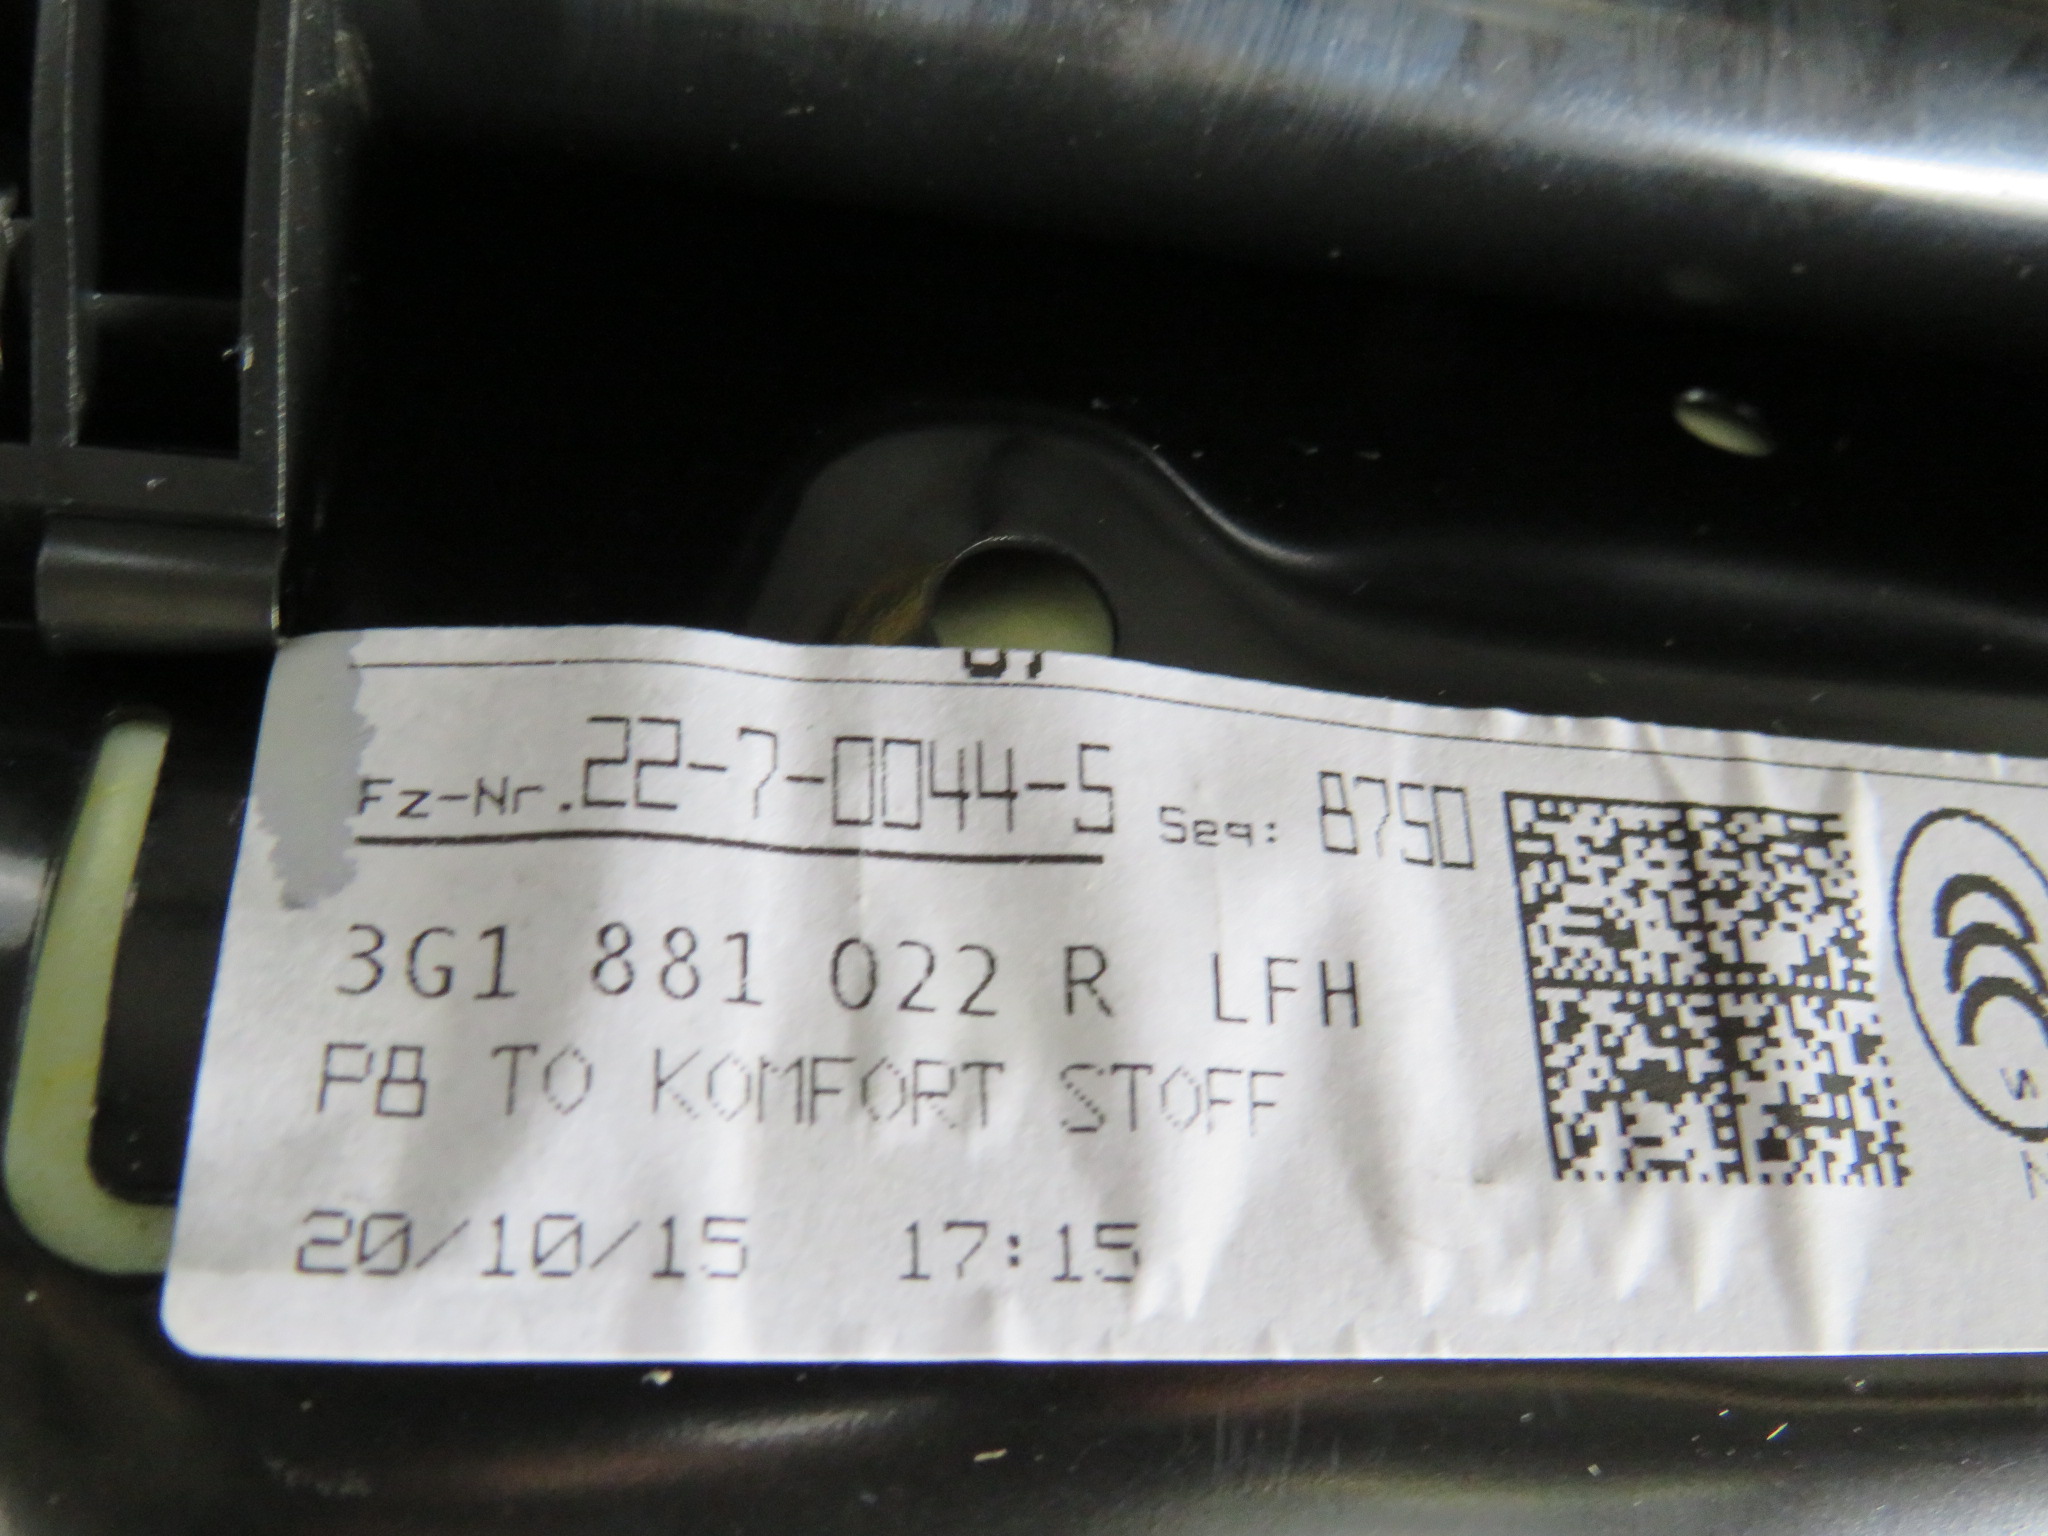 Fz-Nr. 22-7-0044-5 Seq: 8750
3G1 881 022 R LFH
P8 TO KOMFORT STOFF
20/10/15 17:15
CCC
S